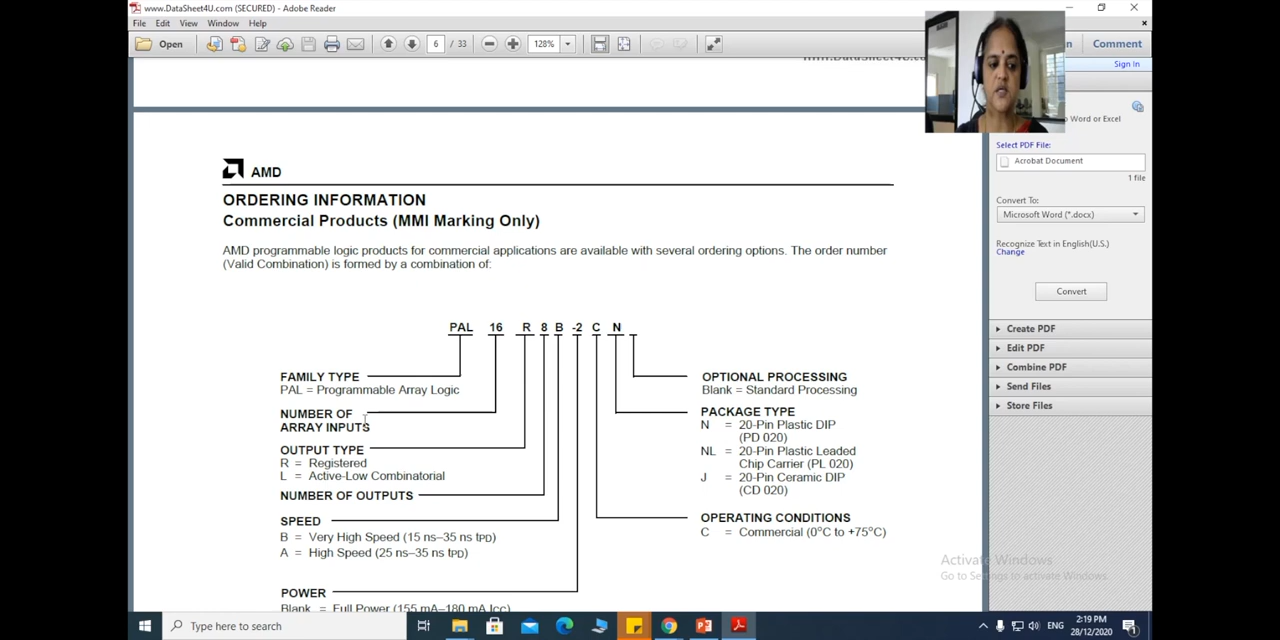 www.DataSheet4U.com (SECURED) - Adobe Reader
File Edit View Window Help
Open 6 / 33 128% Comment
Sign In
to Word or Excel
Select PDF File:
Acrobat Document
1 file
Convert To:
Microsoft Word (*.docx)
Recognize Text in English(U.S.)
Change
Convert
Create PDF
Edit PDF
Combine PDF
Send Files
Store Files
AMD
ORDERING INFORMATION
Commercial Products (MMI Marking Only)
AMD programmable logic products for commercial applications are available with several ordering options. The order number
(Valid Combination) is formed by a combination of:
PAL 16 R 8 B -2 C N
FAMILY TYPE
PAL = Programmable Array Logic
NUMBER OF
ARRAY INPUTS
OUTPUT TYPE
R = Registered
L = Active-Low Combinatorial
NUMBER OF OUTPUTS
SPEED
B = Very High Speed (15 ns–35 ns tPD)
A = High Speed (25 ns–35 ns tPD)
POWER
Blank = Full Power (155 mA–180 mA ICC)
OPTIONAL PROCESSING
Blank = Standard Processing
PACKAGE TYPE
N = 20-Pin Plastic DIP
(PD 020)
NL = 20-Pin Plastic Leaded
Chip Carrier (PL 020)
J = 20-Pin Ceramic DIP
(CD 020)
OPERATING CONDITIONS
C = Commercial (0°C to +75°C)
Activate Windows
Go to Settings to activate Windows.
Type here to search
ENG
2:19 PM
28/12/2020